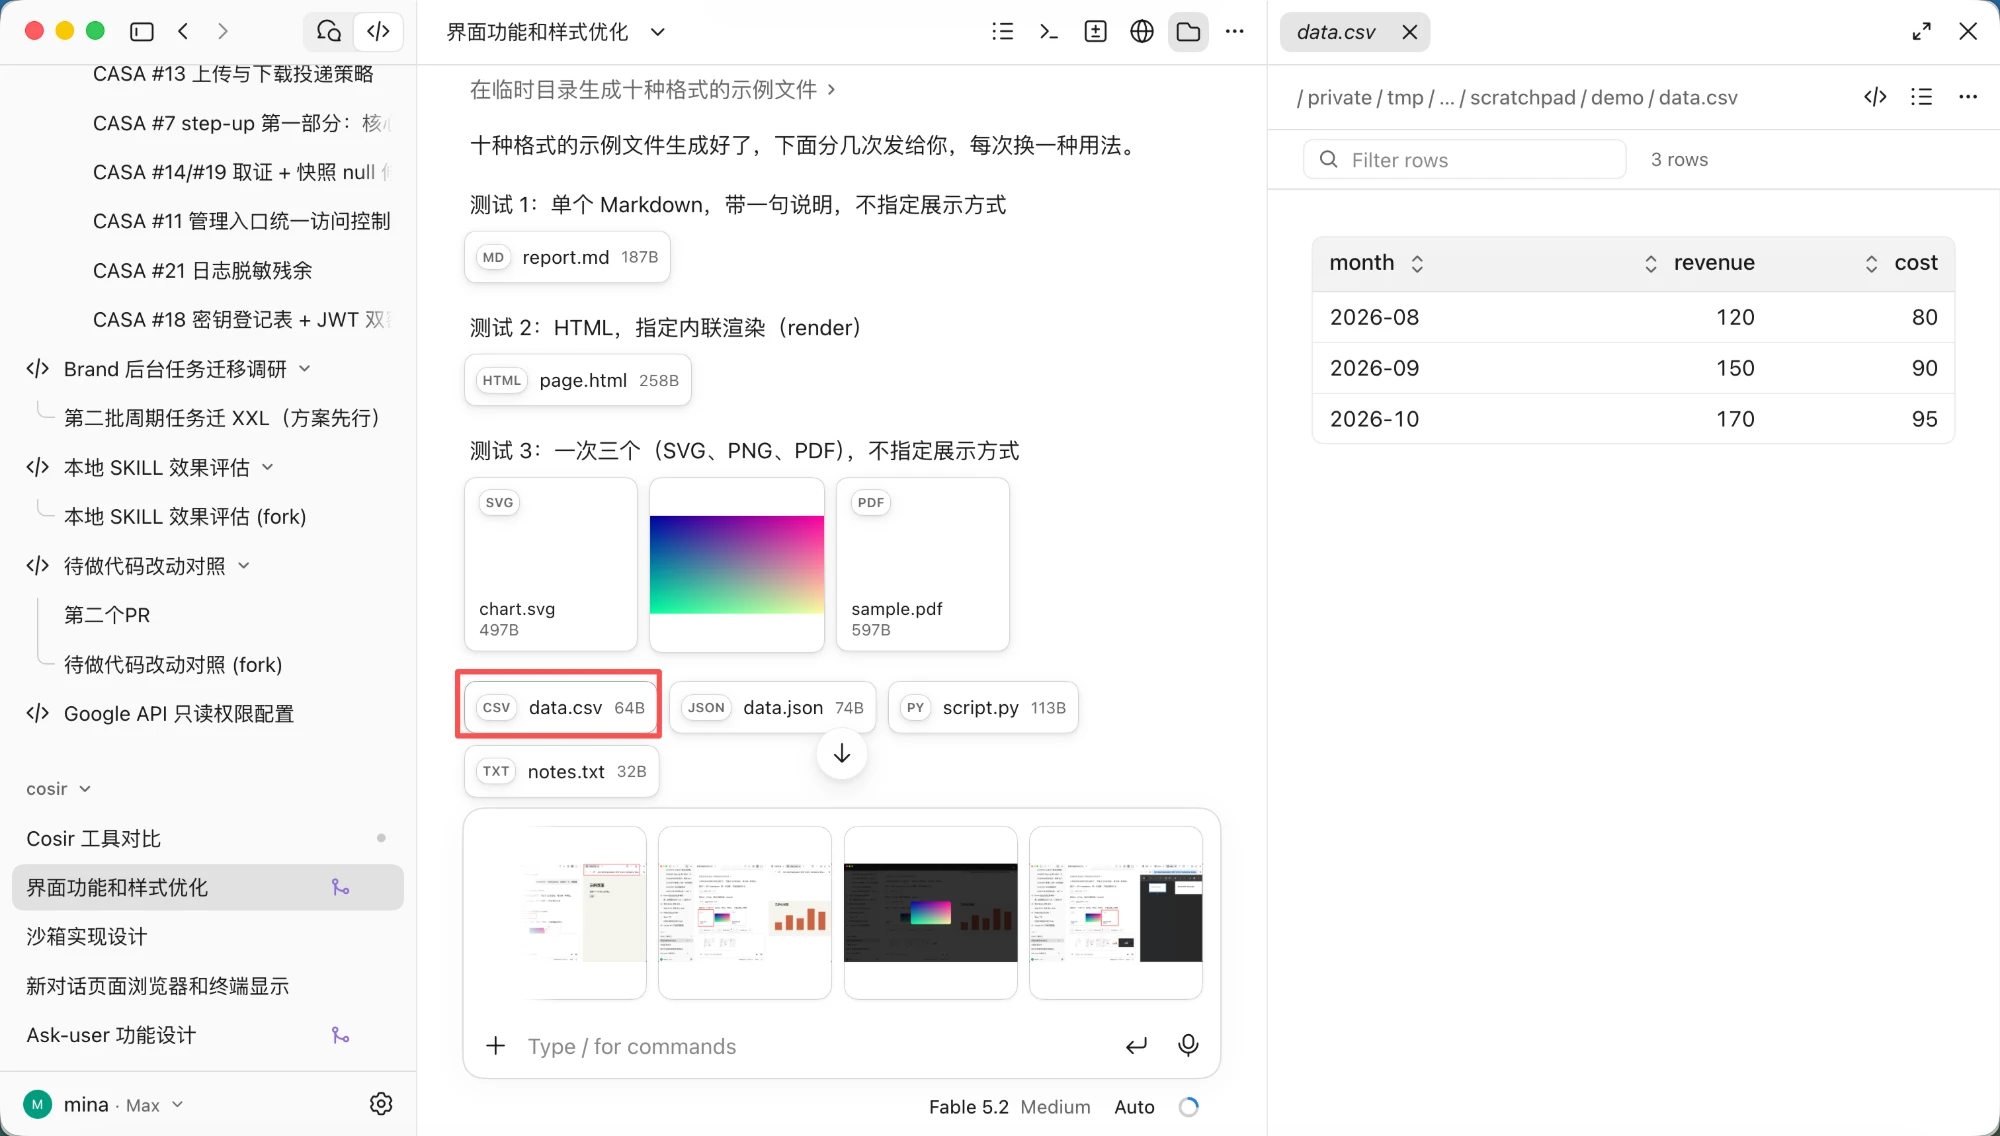 CASA #13 上传与下载投递策略
CASA #7 step-up 第一部分：核
CASA #14/#19 取证 + 快照 null
CASA #11 管理入口统一访问控制
CASA #21 日志脱敏残余
CASA #18 密钥登记表 + JWT 双
Brand 后台任务迁移调研
第二批周期任务迁 XXL（方案先行）
本地 SKILL 效果评估
本地 SKILL 效果评估 (fork)
待做代码改动对照
第二个PR
待做代码改动对照 (fork)
Google API 只读权限配置
cosir
Cosir 工具对比
界面功能和样式优化
沙箱实现设计
新对话页面浏览器和终端显示
Ask-user 功能设计
M mina · Max
界面功能和样式优化
在临时目录生成十种格式的示例文件
十种格式的示例文件生成好了，下面分几次发给你，每次换一种用法。
测试 1：单个 Markdown，带一句说明，不指定展示方式
MD report.md 187B
测试 2：HTML，指定内联渲染（render）
HTML page.html 258B
测试 3：一次三个（SVG、PNG、PDF），不指定展示方式
SVG
chart.svg
497B
PDF
sample.pdf
597B
CSV data.csv 64B
JSON data.json 74B
PY script.py 113B
TXT notes.txt 32B
Type / for commands
Fable 5.2 Medium Auto
data.csv
/ private / tmp / ... / scratchpad / demo / data.csv
Filter rows
3 rows
month revenue cost
2026-08 120 80
2026-09 150 90
2026-10 170 95